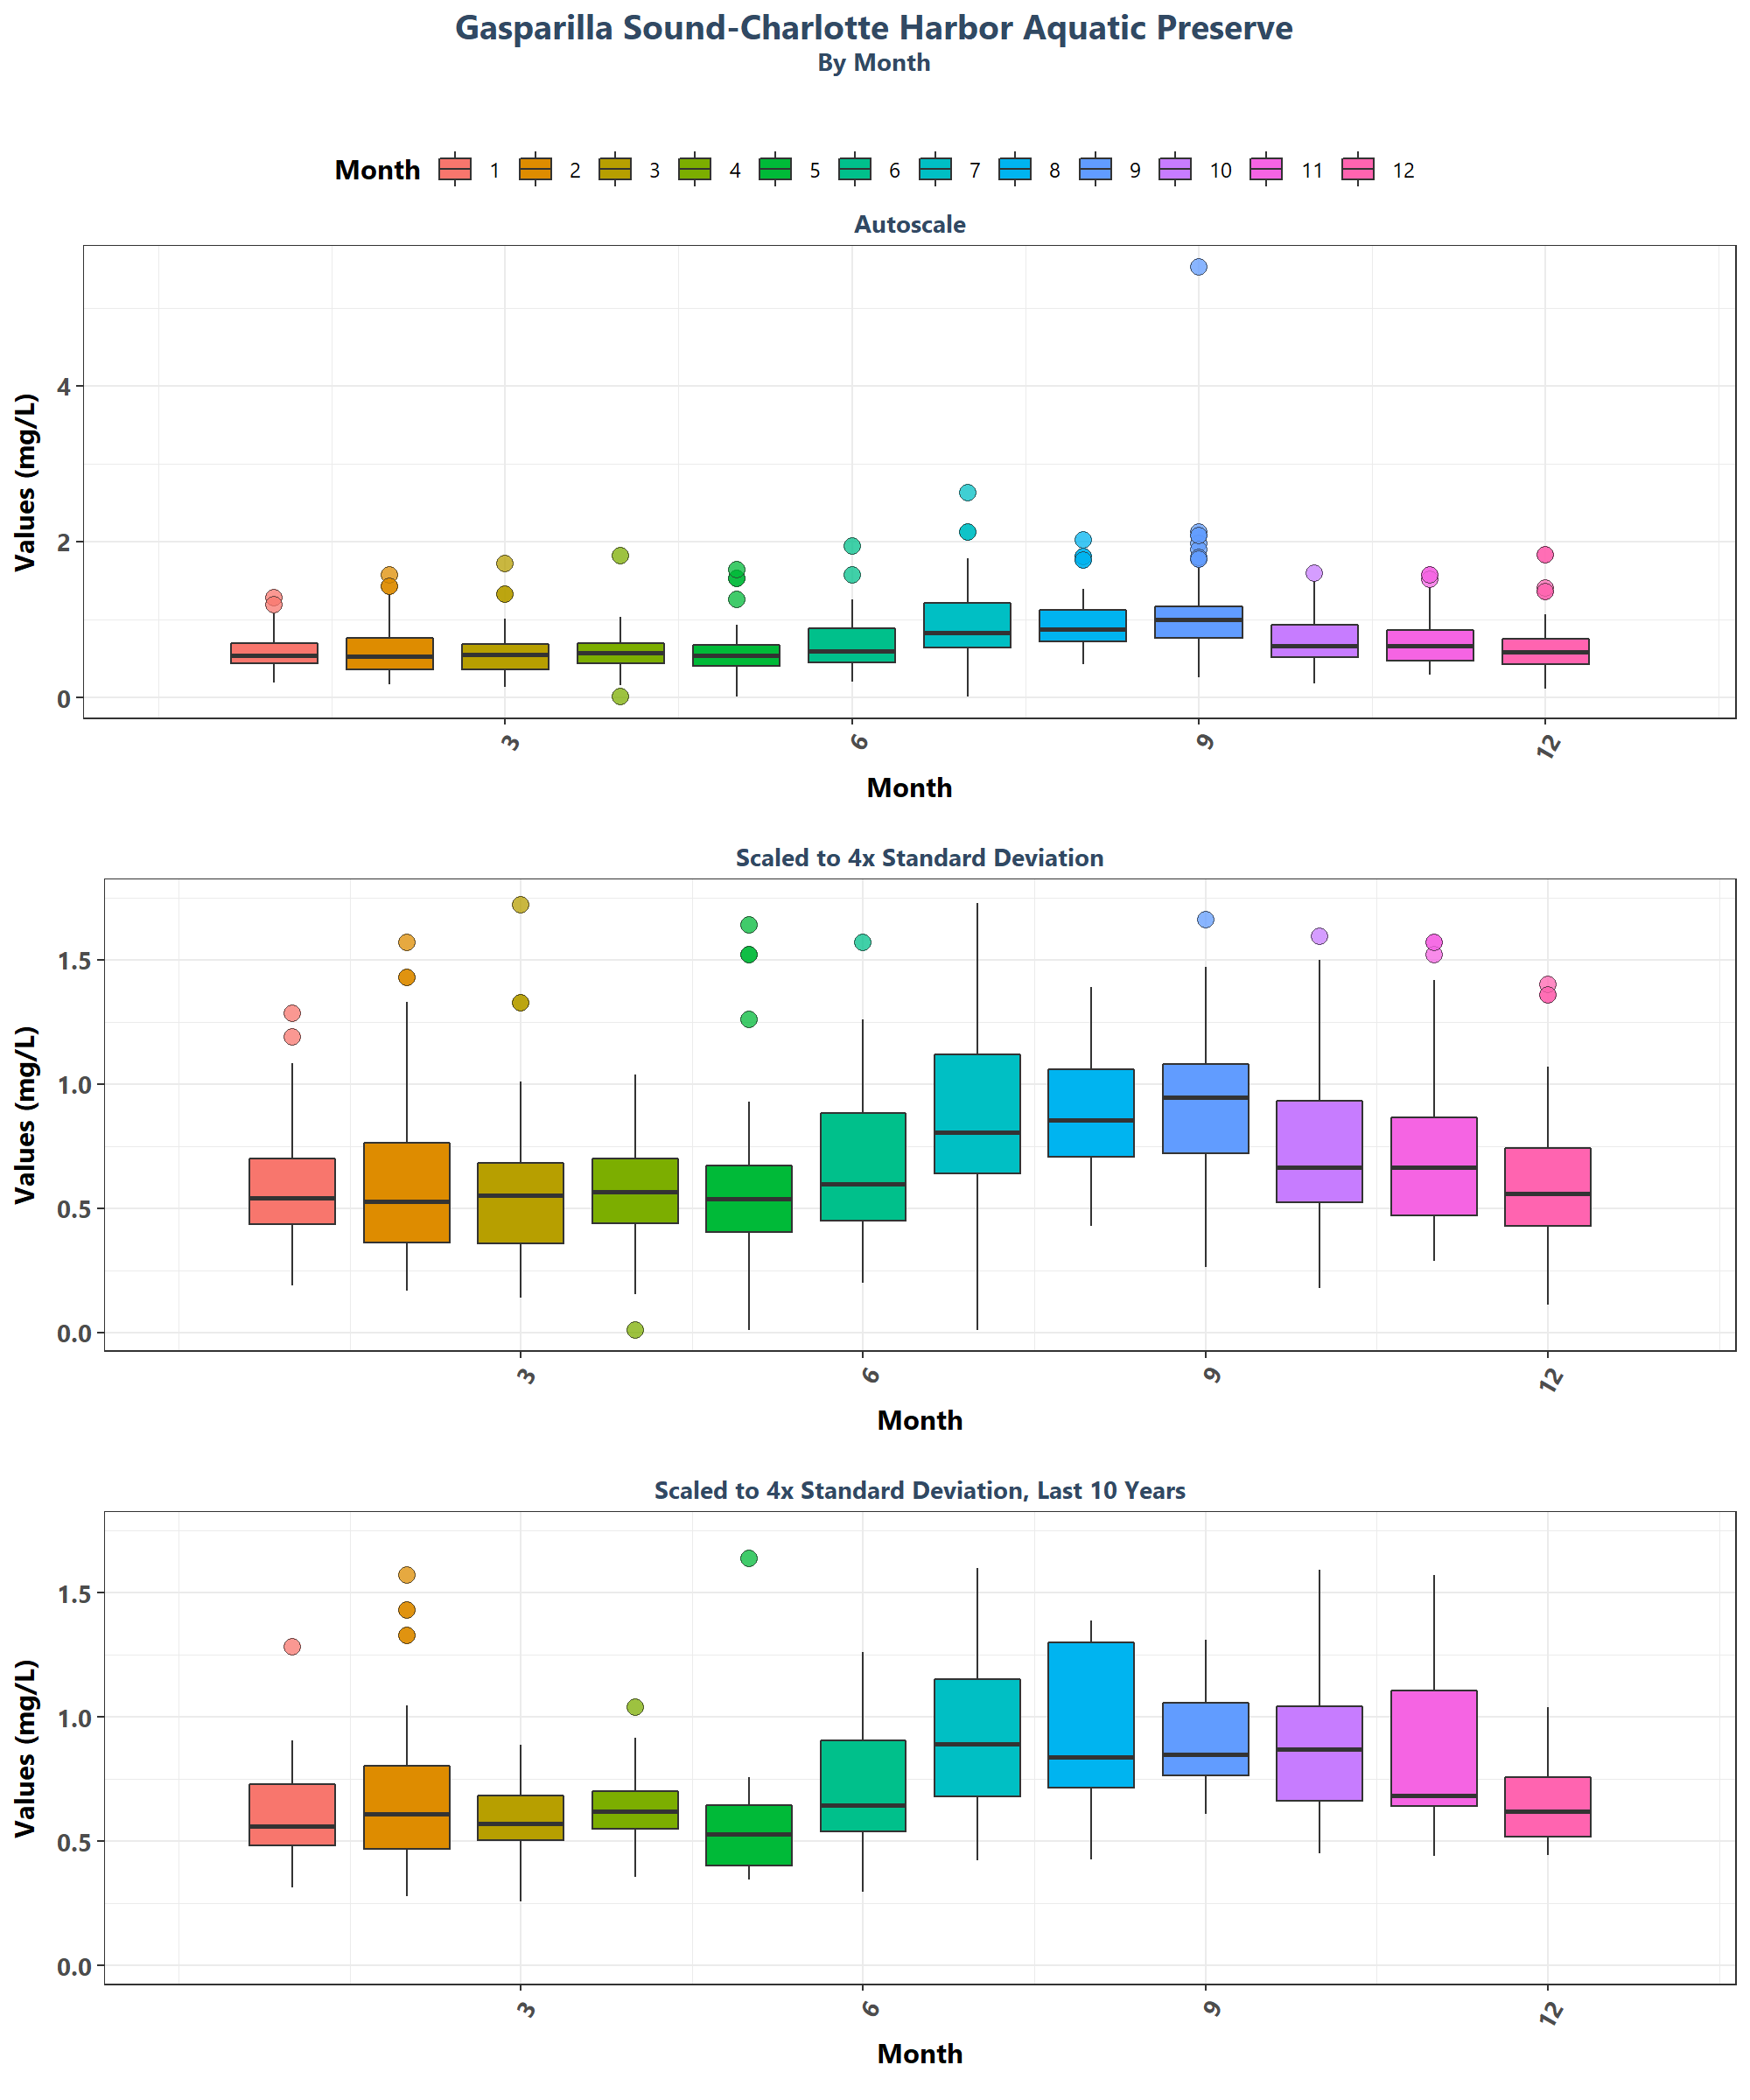 Gasparilla Sound-Charlotte Harbor Aquatic Preserve
By Month
Month 1 2 3 4 5 6 7 8 9 10 11 12
Autoscale
Values (mg/L)
4
2
0
3 6 9 12
Month
Scaled to 4x Standard Deviation
Values (mg/L)
1.5
1.0
0.5
0.0
3 6 9 12
Month
Scaled to 4x Standard Deviation, Last 10 Years
Values (mg/L)
1.5
1.0
0.5
0.0
3 6 9 12
Month